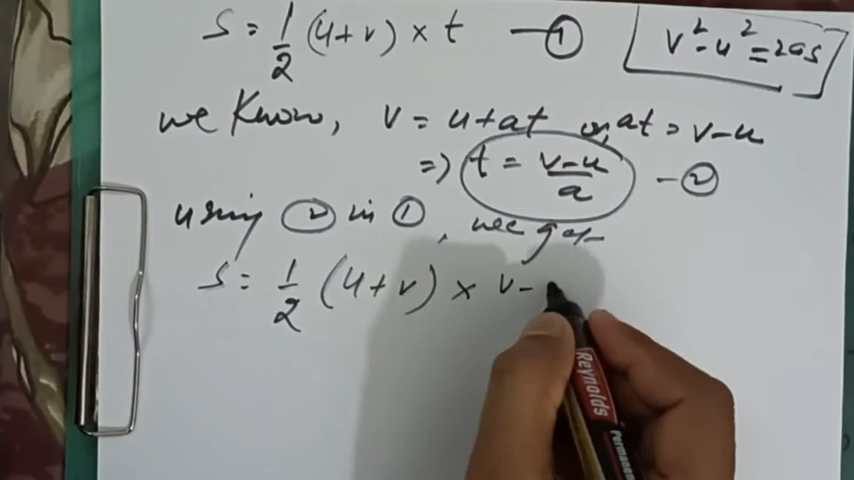 S = 1/2 (u+v) × t — ①
v² - u² = 2as
we know, v = u+at or, at = v-u
=> t = v-u/a - ②
using ② in ①, we get
S = 1/2 (u+v) × v-
Reynolds
Permanen